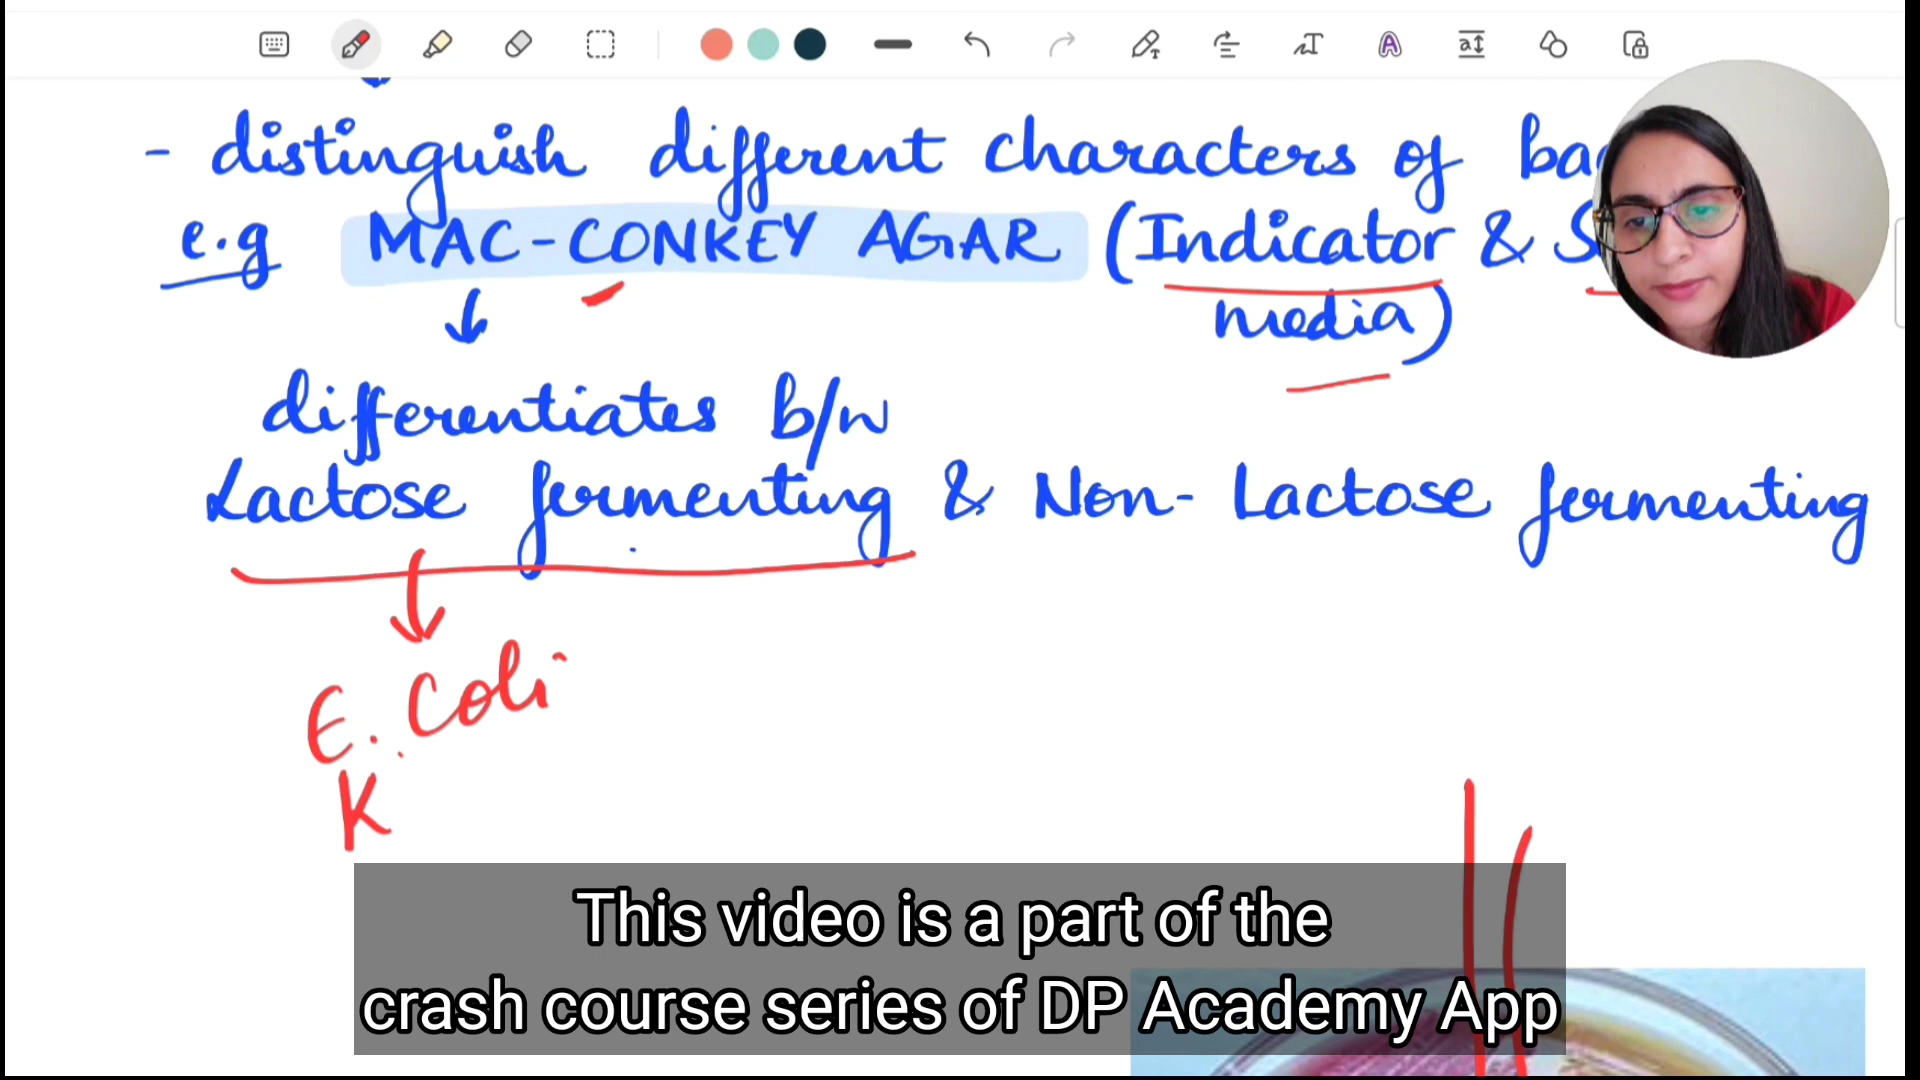 - distinguish different characters of
e.g MAC-CONKEY AGAR (Indicator &
media)
differentiates b/w
Lactose fermenting & Non-Lactose fermenting
E. Coli
K
This video is a part of the
crash course series of DP Academy App